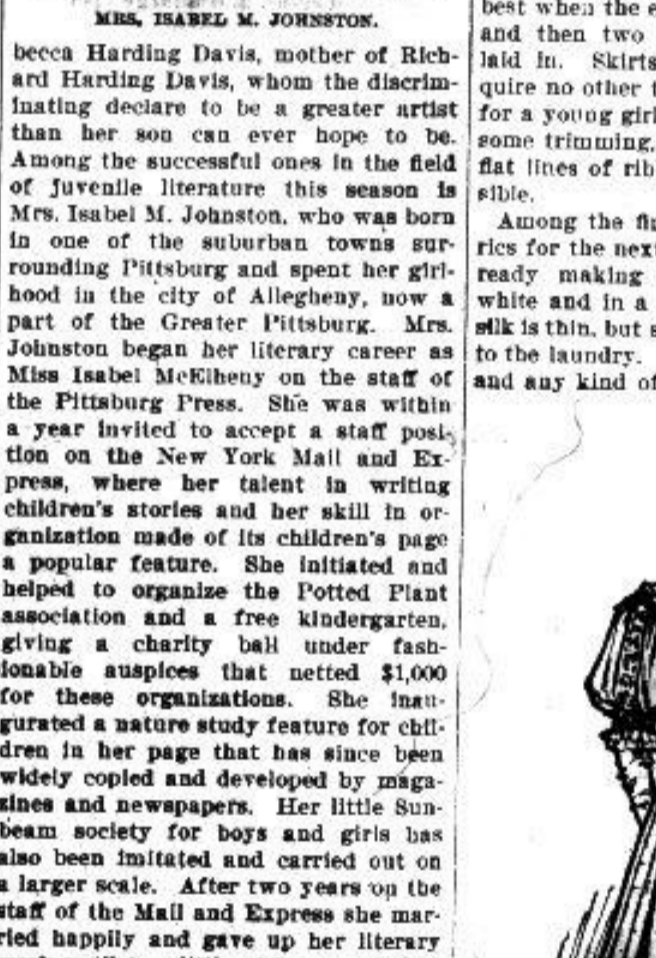 MRS. ISABEL M. JOHNSTON.
becca Harding Davis, mother of Rich-
ard Harding Davis, whom the discrim-
inating declare to be a greater artist
than her son can ever hope to be.
Among the successful ones in the field
of juvenile literature this season is
Mrs. Isabel M. Johnston, who was born
in one of the suburban towns sur-
rounding Pittsburg and spent her girl-
hood in the city of Allegheny, now a
part of the Greater Pittsburg. Mrs.
Johnston began her literary career as
Miss Isabel McElheny on the staff of
the Pittsburg Press. She was within
a year invited to accept a staff posi-
tion on the New York Mail and Ex-
press, where her talent in writing
children's stories and her skill in or-
ganization made of its children's page
a popular feature. She initiated and
helped to organize the Potted Plant
association and a free kindergarten,
giving a charity ball under fash-
ionable auspices that netted $1,000
for these organizations. She inau-
gurated a nature study feature for chil-
dren in her page that has since been
widely copied and developed by maga-
zines and newspapers. Her little Sun-
beam society for boys and girls has
also been imitated and carried out on
a larger scale. After two years on the
staff of the Mail and Express she mar-
ried happily and gave up her literary
best when the
and then two
laid in. Skirts
quire no other
for a young girl
some trimming,
flat lines of rib
sible.
Among the
rics for the next
ready making
white and in a
silk is thin, but
to the laundry.
and any kind of